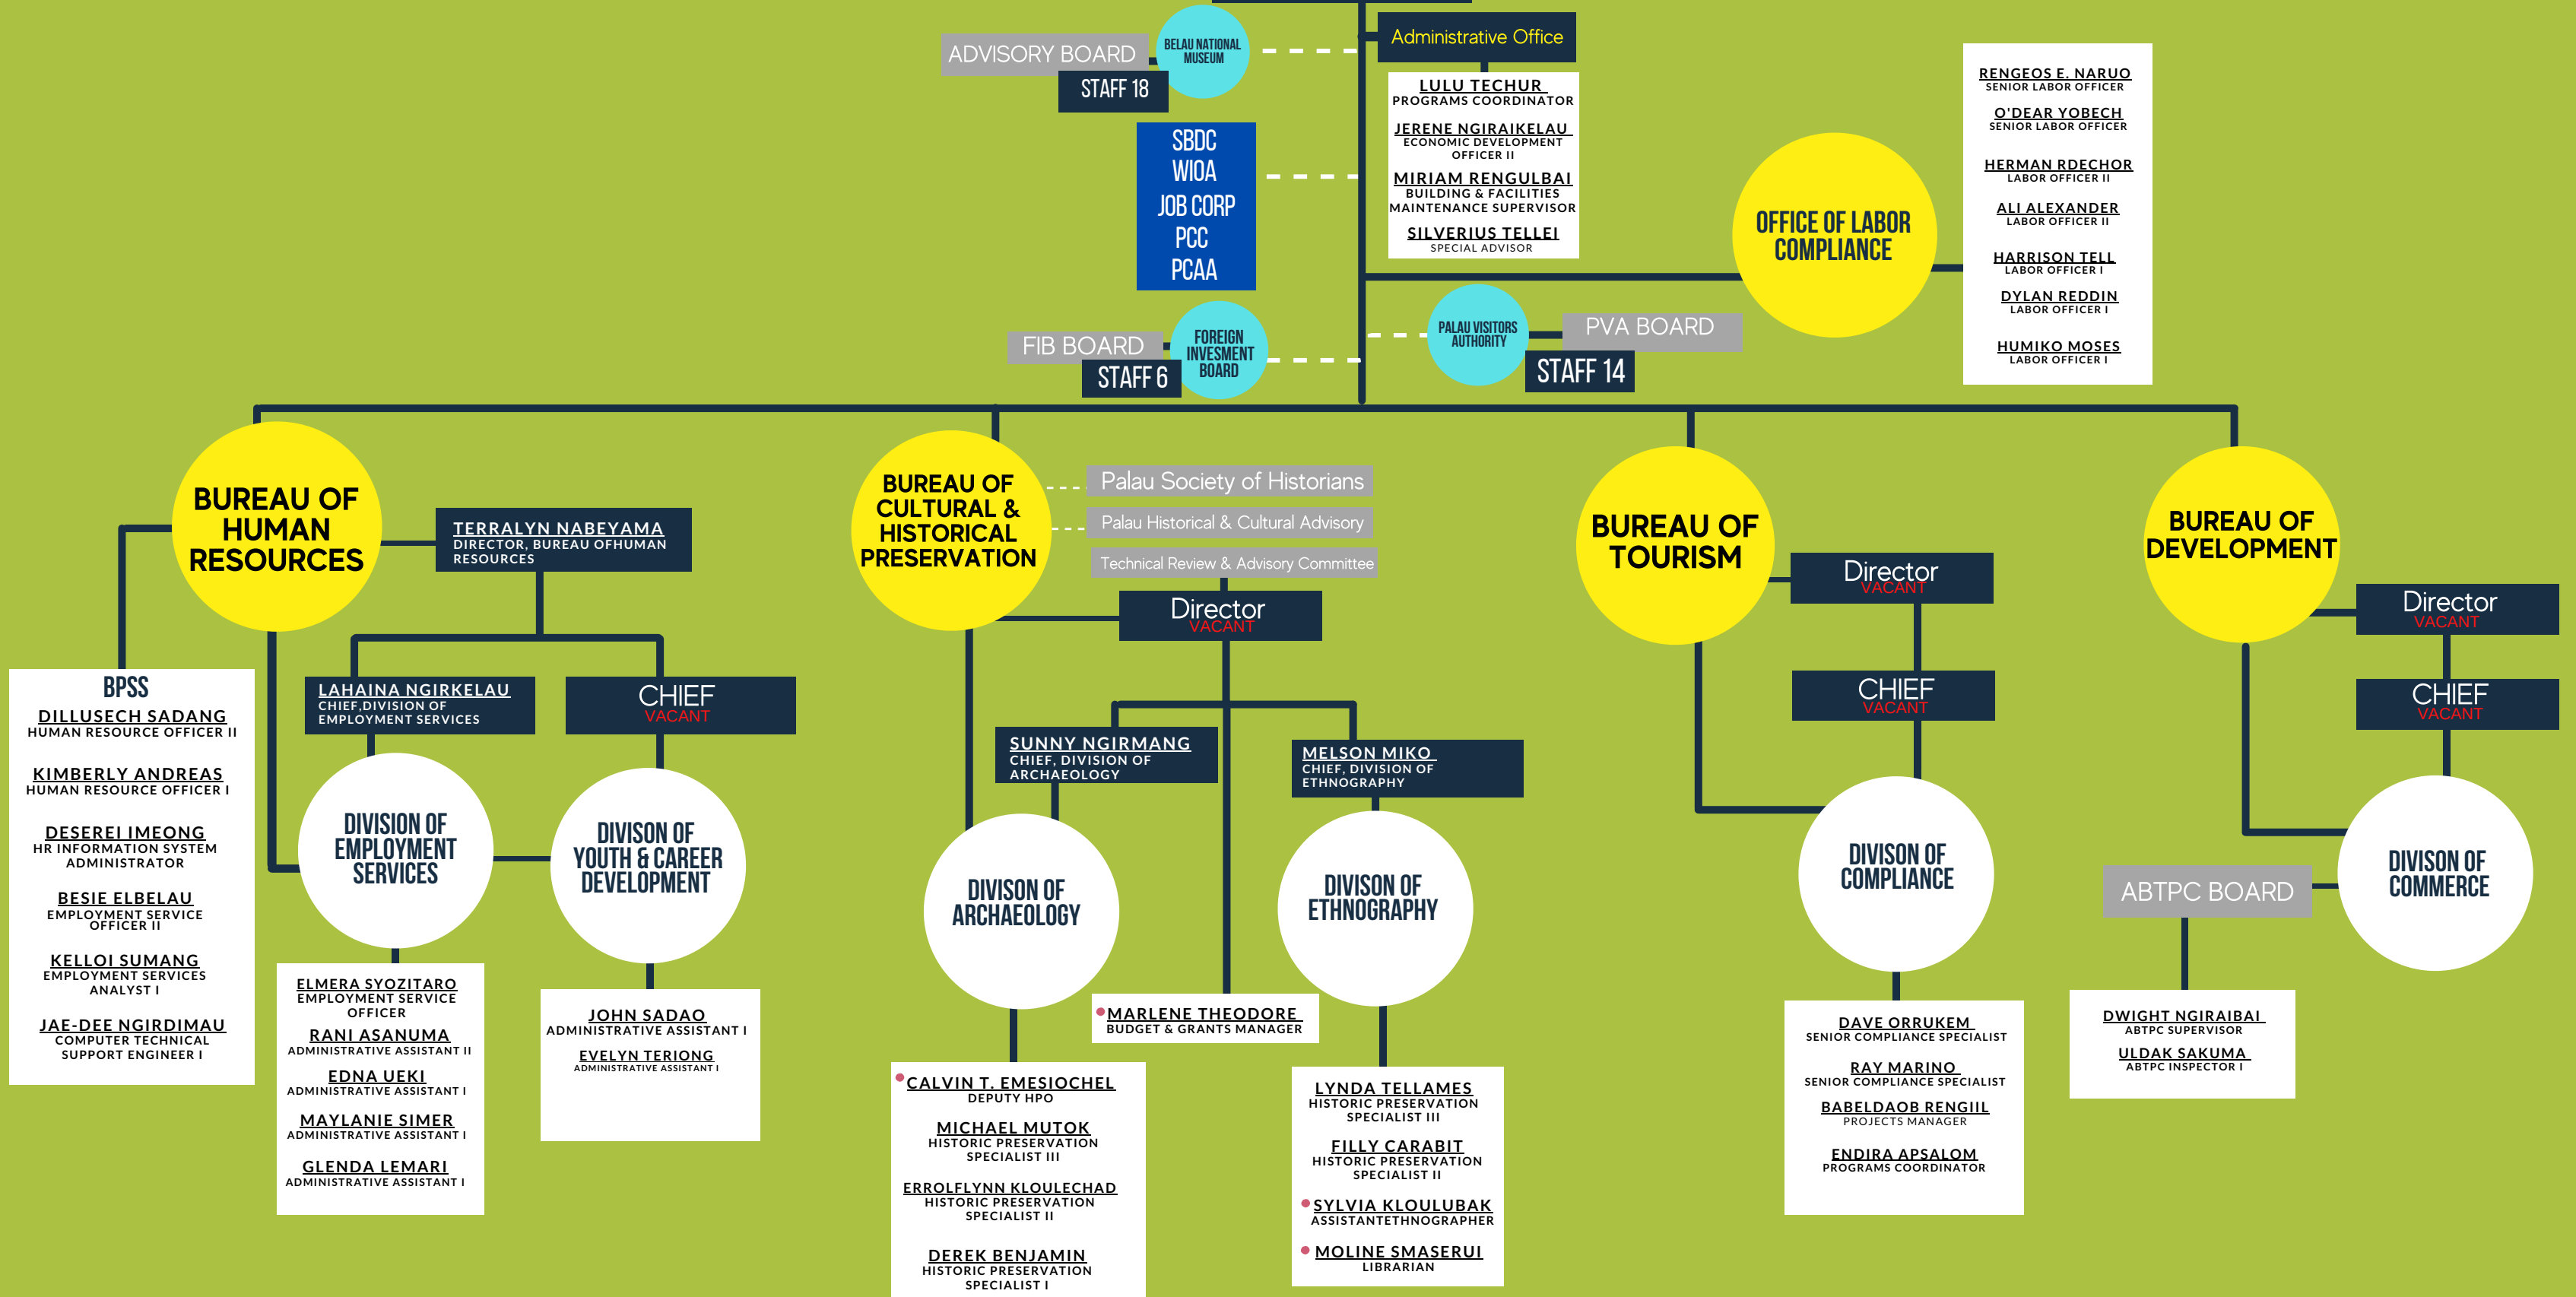 BELAU NATIONAL
MUSEUM
ADVISORY BOARD
STAFF 18
Administrative Office
LULU TECHUR
PROGRAMS COORDINATOR
JERENE NGIRAIKELAU
ECONOMIC DEVELOPMENT
OFFICER II
MIRIAM RENGULBAI
BUILDING & FACILITIES
MAINTENANCE SUPERVISOR
SILVERIUS TELLEI
SPECIAL ADVISOR
SBDC
WIOA
JOB CORP
PCC
PCAA
OFFICE OF LABOR
COMPLIANCE
RENGEOS E. NARUO
SENIOR LABOR OFFICER
O'DEAR YOBECH
SENIOR LABOR OFFICER
HERMAN RDECHOR
LABOR OFFICER II
ALI ALEXANDER
LABOR OFFICER II
HARRISON TELL
LABOR OFFICER I
DYLAN REDDIN
LABOR OFFICER I
HUMIKO MOSES
LABOR OFFICER I
FIB BOARD
STAFF 6
FOREIGN
INVESMENT
BOARD
PALAU VISITORS
AUTHORITY
PVA BOARD
STAFF 14
BUREAU OF
HUMAN
RESOURCES
TERRALYN NABEYAMA
DIRECTOR, BUREAU OFHUMAN
RESOURCES
BPSS
DILLUSECH SADANG
HUMAN RESOURCE OFFICER II
KIMBERLY ANDREAS
HUMAN RESOURCE OFFICER I
DESEREI IMEONG
HR INFORMATION SYSTEM
ADMINISTRATOR
BESIE ELBELAU
EMPLOYMENT SERVICE
OFFICER II
KELLOI SUMANG
EMPLOYMENT SERVICES
ANALYST I
JAE-DEE NGIRDIMAU
COMPUTER TECHNICAL
SUPPORT ENGINEER I
LAHAINA NGIRKELAU
CHIEF,DIVISION OF
EMPLOYMENT SERVICES
CHIEF
VACANT
DIVISION OF
EMPLOYMENT
SERVICES
DIVISON OF
YOUTH & CAREER
DEVELOPMENT
ELMERA SYOZITARO
EMPLOYMENT SERVICE
OFFICER
RANI ASANUMA
ADMINISTRATIVE ASSISTANT II
EDNA UEKI
ADMINISTRATIVE ASSISTANT I
MAYLANIE SIMER
ADMINISTRATIVE ASSISTANT I
GLENDA LEMARI
ADMINISTRATIVE ASSISTANT I
JOHN SADAO
ADMINISTRATIVE ASSISTANT I
EVELYN TERIONG
ADMINISTRATIVE ASSISTANT I
BUREAU OF
CULTURAL &
HISTORICAL
PRESERVATION
Palau Society of Historians
Palau Historical & Cultural Advisory
Technical Review & Advisory Committee
Director
VACANT
SUNNY NGIRMANG
CHIEF, DIVISION OF
ARCHAEOLOGY
MELSON MIKO
CHIEF, DIVISION OF
ETHNOGRAPHY
DIVISON OF
ARCHAEOLOGY
DIVISON OF
ETHNOGRAPHY
MARLENE THEODORE
BUDGET & GRANTS MANAGER
CALVIN T. EMESIOCHEL
DEPUTY HPO
MICHAEL MUTOK
HISTORIC PRESERVATION
SPECIALIST III
ERROLFLYNN KLOULECHAD
HISTORIC PRESERVATION
SPECIALIST II
DEREK BENJAMIN
HISTORIC PRESERVATION
SPECIALIST I
LYNDA TELLAMES
HISTORIC PRESERVATION
SPECIALIST III
FILLY CARABIT
HISTORIC PRESERVATION
SPECIALIST II
SYLVIA KLOULUBAK
ASSISTANTETHNOGRAPHER
MOLINE SMASERUI
LIBRARIAN
BUREAU OF
TOURISM
Director
VACANT
CHIEF
VACANT
DIVISON OF
COMPLIANCE
DAVE ORRUKEM
SENIOR COMPLIANCE SPECIALIST
RAY MARINO
SENIOR COMPLIANCE SPECIALIST
BABELDAOB RENGIIL
PROJECTS MANAGER
ENDIRA APSALOM
PROGRAMS COORDINATOR
BUREAU OF
DEVELOPMENT
Director
VACANT
CHIEF
VACANT
DIVISON OF
COMMERCE
ABTPC BOARD
DWIGHT NGIRAIBAI
ABTPC SUPERVISOR
ULDAK SAKUMA
ABTPC INSPECTOR I